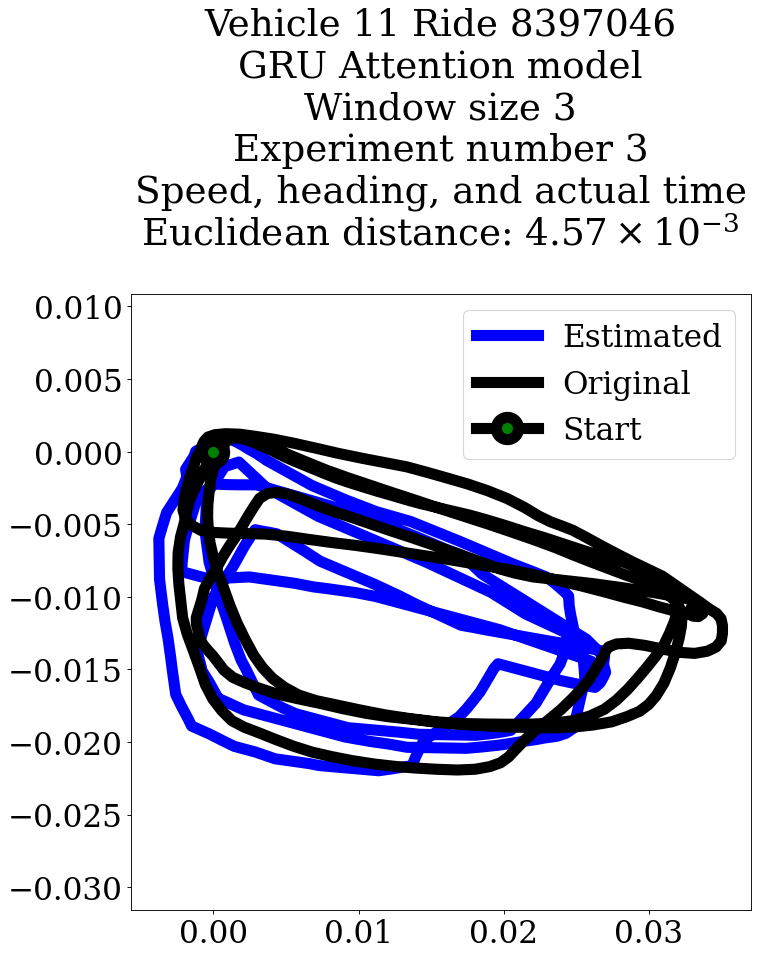 Vehicle 11 Ride 8397046
GRU Attention model
Window size 3
Experiment number 3
Speed, heading, and actual time
Euclidean distance: 4.57 × 10⁻³
0.010
Estimated
0.005
Original
0.000
Start
−0.005
−0.010
−0.015
−0.020
−0.025
−0.030
0.00 0.01 0.02 0.03